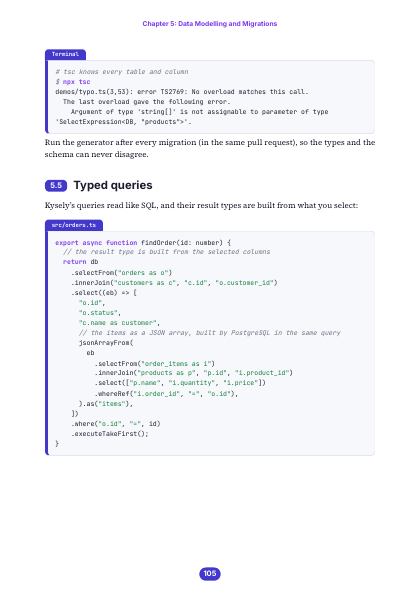 Chapter 5: Data Modelling and Migrations
Terminal
# tsc knows every table and column
$ npx tsc
demos/typo.ts(3,53): error TS2769: No overload matches this call.
The last overload gave the following error.
Argument of type 'string[]' is not assignable to parameter of type
'SelectExpression<DB, "products">'.
Run the generator after every migration (in the same pull request), so the types and the
schema can never disagree.
5.5 Typed queries
Kysely's queries read like SQL, and their result types are built from what you select:
src/orders.ts
export async function findOrder(id: number) {
// the result type is built from the selected columns
return db
.selectFrom("orders as o")
.innerJoin("customers as c", "c.id", "o.customer_id")
.select((eb) => [
"o.id",
"o.status",
"c.name as customer",
// the items as a JSON array, built by PostgreSQL in the same query
jsonArrayFrom(
eb
.selectFrom("order_items as i")
.innerJoin("products as p", "p.id", "i.product_id")
.select(["p.name", "i.quantity", "i.price"])
.whereRef("i.order_id", "=", "o.id"),
).as("items"),
])
.where("o.id", "=", id)
.executeTakeFirst();
}
105